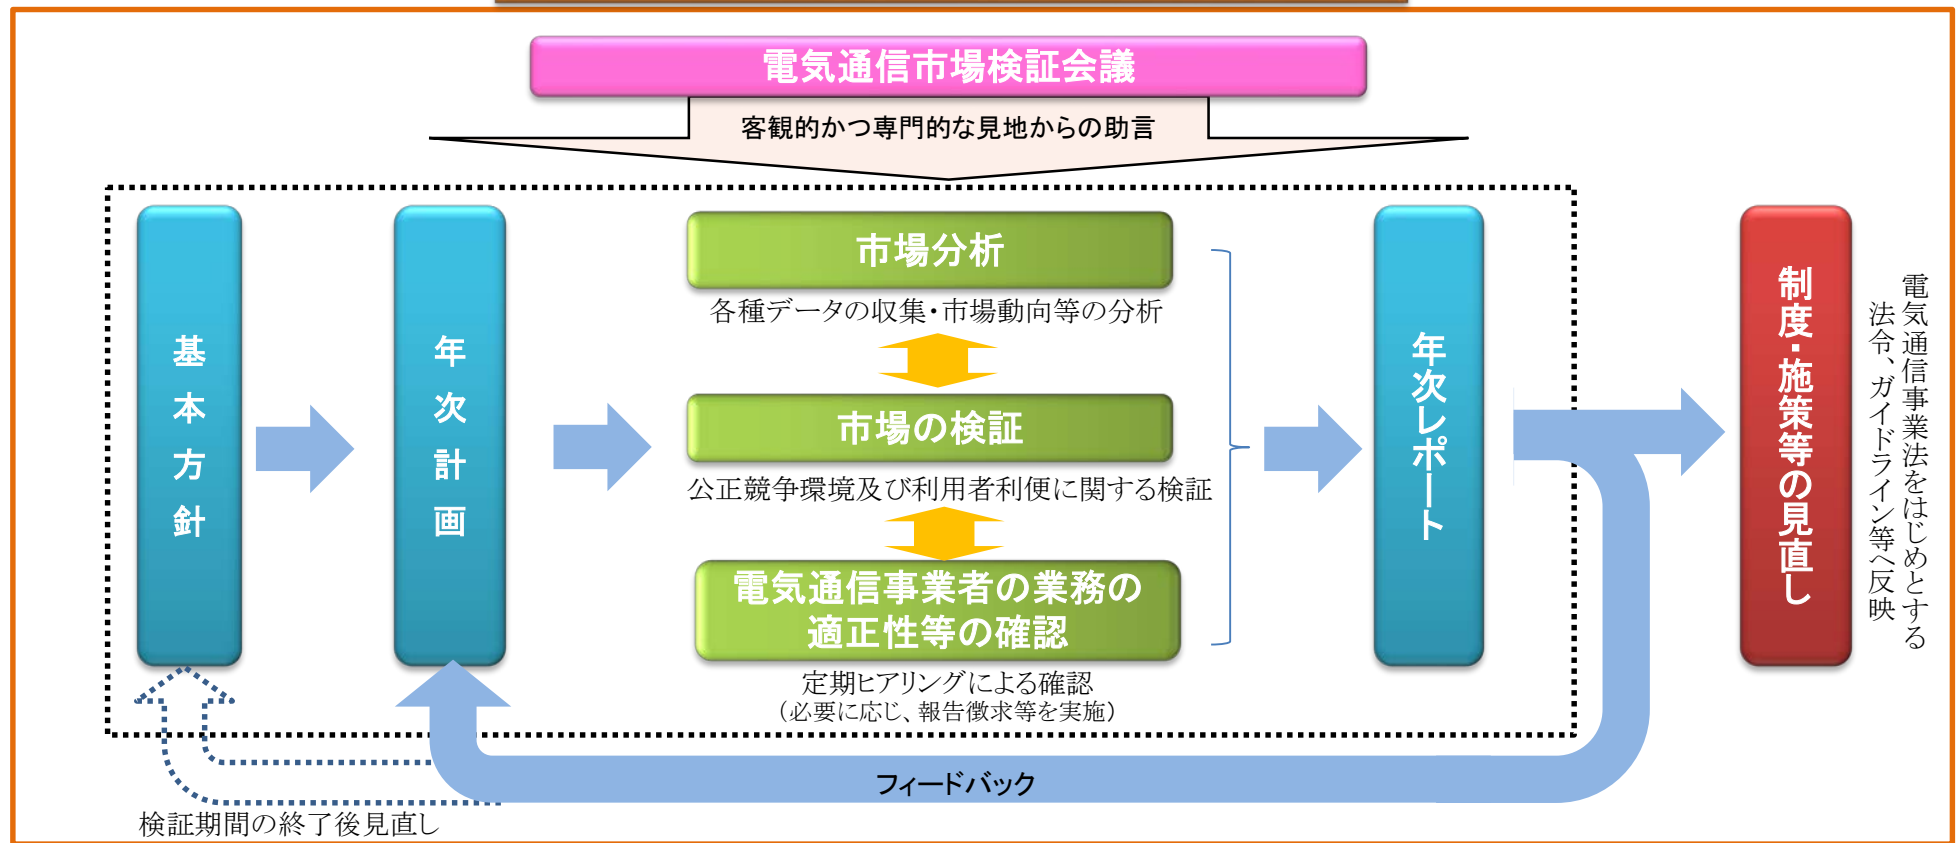 電気通信市場検証会議
客観的かつ専門的な見地からの助言
基本方針
年次計画
市場分析
各種データの収集・市場動向等の分析
市場の検証
公正競争環境及び利用者利便に関する検証
電気通信事業者の業務の
適正性等の確認
定期ヒアリングによる確認
（必要に応じ、報告徴求等を実施）
年次レポート
制度・施策等の見直し
電気通信事業法をはじめとする
法令、ガイドライン等へ反映
フィードバック
検証期間の終了後見直し